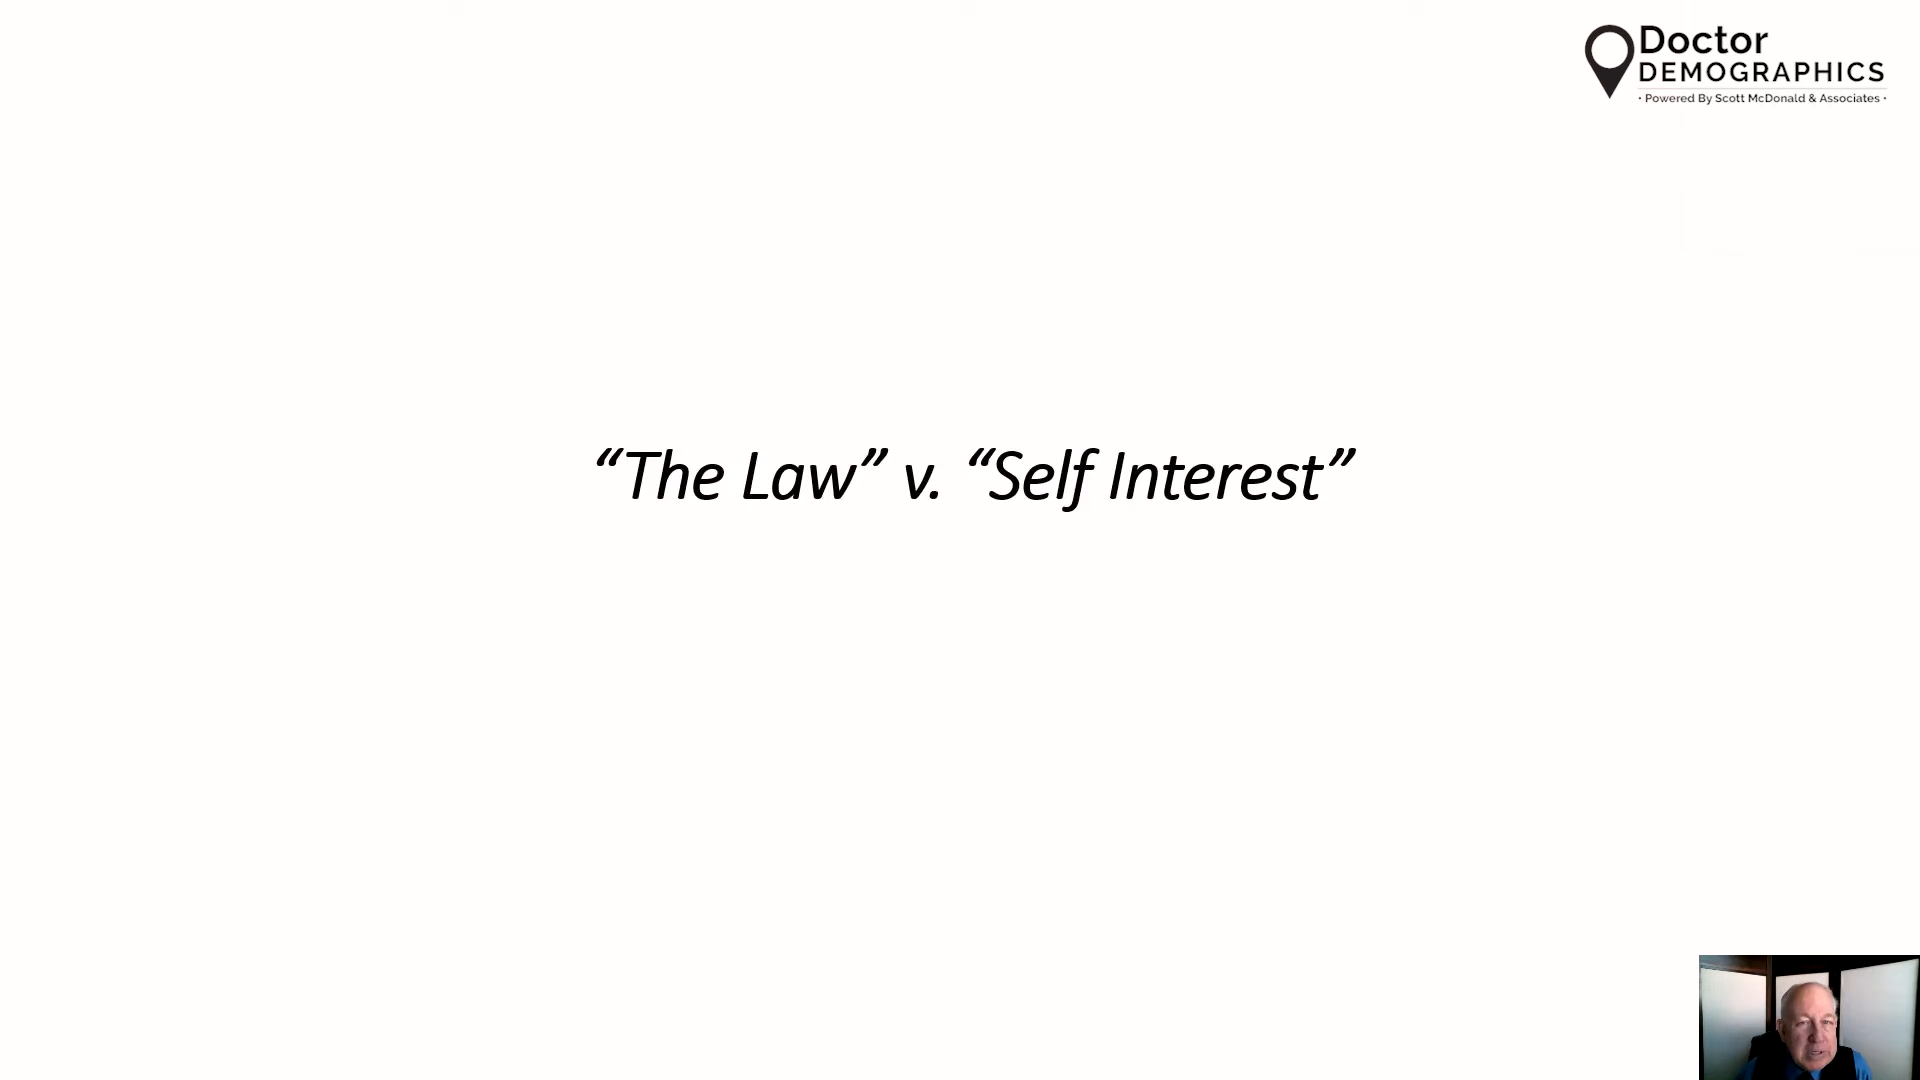 Doctor
DEMOGRAPHICS
· Powered By Scott McDonald & Associates ·
“The Law” v. “Self Interest”